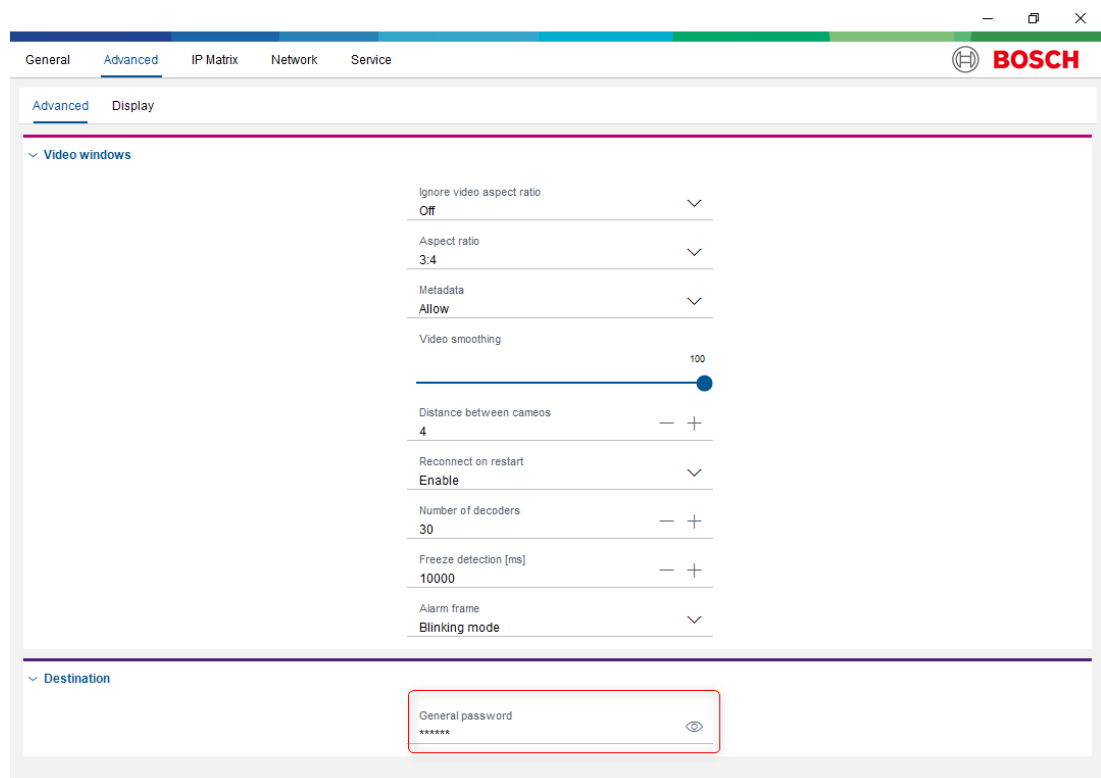 General Advanced IP Matrix Network Service BOSCH
Advanced Display
Video windows
Ignore video aspect ratio
Off
Aspect ratio
3:4
Metadata
Allow
Video smoothing
100
Distance between cameos
4
Reconnect on restart
Enable
Number of decoders
30
Freeze detection [ms]
10000
Alarm frame
Blinking mode
Destination
General password
******